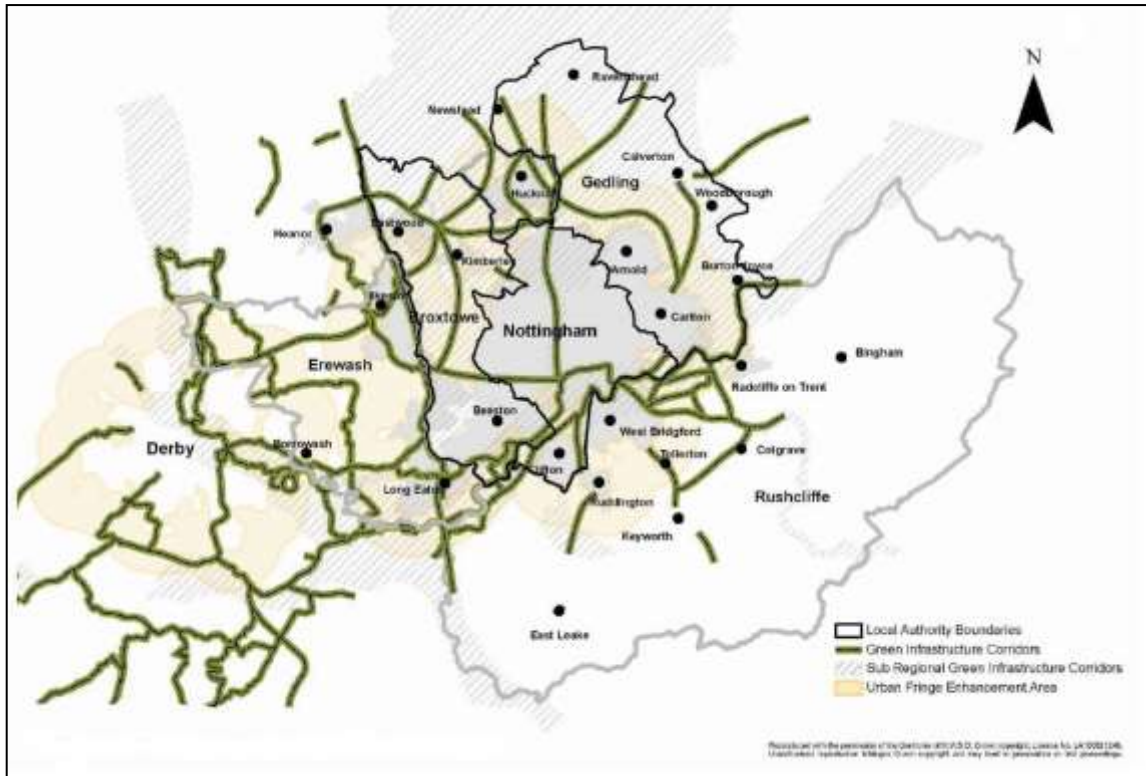 N
Ravenshead
Newstead
Calverton
Hucknall
Gedling
Woodborough
Heanor
Eastwood
Kimberley
Arnold
Burton Joyce
Broxtowe
Nottingham
Carlton
Erewash
Bingham
Radcliffe on Trent
Beeston
West Bridgford
Derby
Borrowash
Clifton
Tollerton
Cotgrave
Long Eaton
Ruddington
Rushcliffe
Keyworth
East Leake
Local Authority Boundaries
Green Infrastructure Corridors
Sub Regional Green Infrastructure Corridors
Urban Fringe Enhancement Area